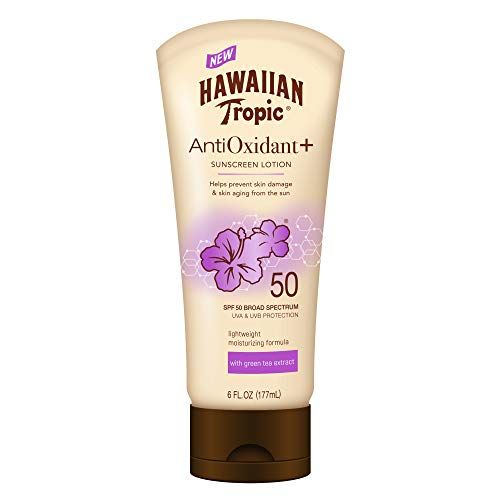 NEW
HAWAIIAN
Tropic®
AntiOxidant+
SUNSCREEN LOTION
Helps prevent skin damage
& skin aging from the sun
®
50
SPF 50 BROAD SPECTRUM
UVA & UVB PROTECTION
lightweight
moisturizing formula
with green tea extract
6 FL.OZ (177mL)